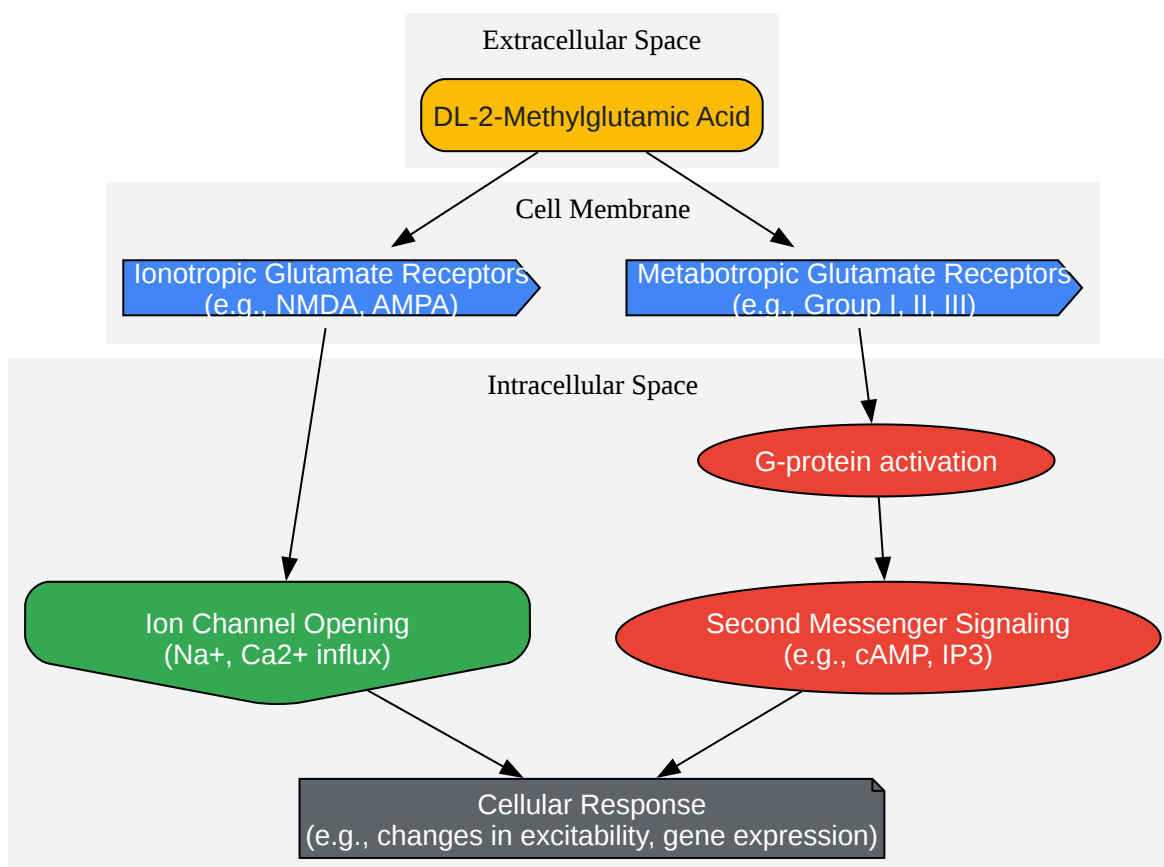 Extracellular Space
DL-2-Methylglutamic Acid
Cell Membrane
Ionotropic Glutamate Receptors
(e.g., NMDA, AMPA)
Metabotropic Glutamate Receptors
(e.g., Group I, II, III)
Intracellular Space
G-protein activation
Ion Channel Opening
(Na+, Ca2+ influx)
Second Messenger Signaling
(e.g., cAMP, IP3)
Cellular Response
(e.g., changes in excitability, gene expression)